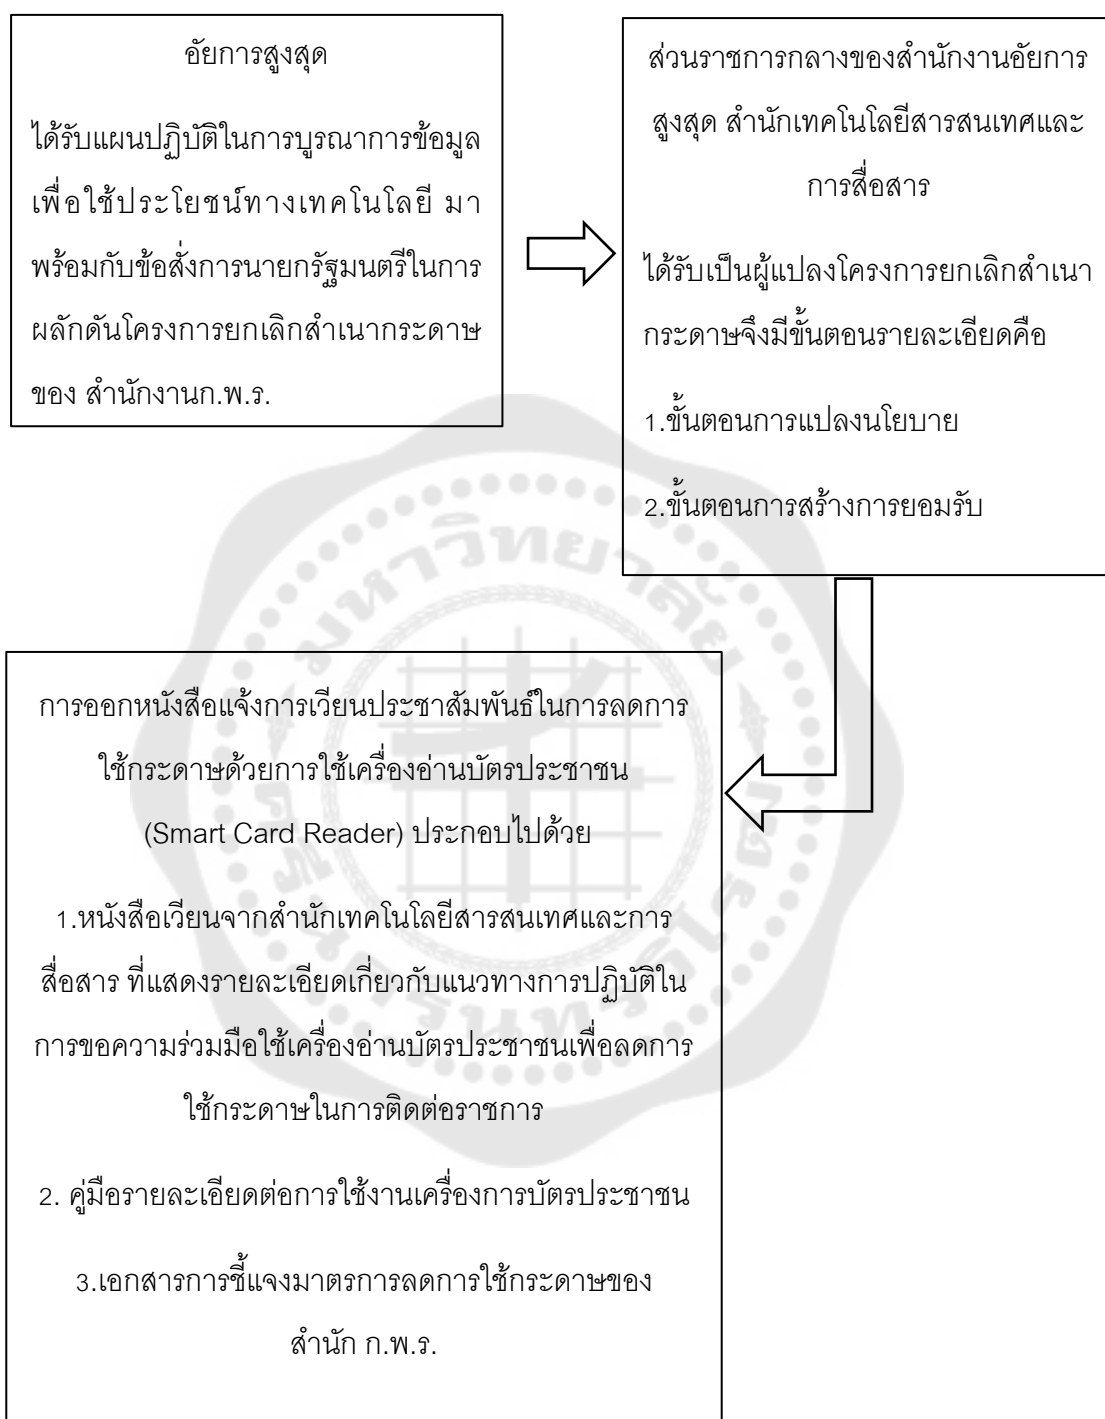 อัยการสูงสุด
ได้รับแผนปฏิบัติในการบูรณาการข้อมูล
เพื่อใช้ประโยชน์ทางเทคโนโลยี มา
พร้อมกับข้อสั่งการนายกรัฐมนตรีในการ
ผลักดันโครงการยกเลิกสำเนากระดาษ
ของ สำนักงานก.พ.ร.
ส่วนราชการกลางของสำนักงานอัยการ
สูงสุด สำนักเทคโนโลยีสารสนเทศและ
การสื่อสาร
ได้รับเป็นผู้แปลงโครงการยกเลิกสำเนา
กระดาษจึงมีขั้นตอนรายละเอียดคือ
1.ขั้นตอนการแปลงนโยบาย
2.ขั้นตอนการสร้างการยอมรับ
การออกหนังสือแจ้งการเวียนประชาสัมพันธ์ในการลดการ
ใช้กระดาษด้วยการใช้เครื่องอ่านบัตรประชาชน
(Smart Card Reader) ประกอบไปด้วย
1.หนังสือเวียนจากสำนักเทคโนโลยีสารสนเทศและการ
สื่อสาร ที่แสดงรายละเอียดเกี่ยวกับแนวทางการปฏิบัติใน
การขอความร่วมมือใช้เครื่องอ่านบัตรประชาชนเพื่อลดการ
ใช้กระดาษในการติดต่อราชการ
2. คู่มือรายละเอียดต่อการใช้งานเครื่องการบัตรประชาชน
3.เอกสารการชี้แจงมาตรการลดการใช้กระดาษของ
สำนัก ก.พ.ร.
มหาวิทยาลัย
ศรีนครินทรวิโรฒ